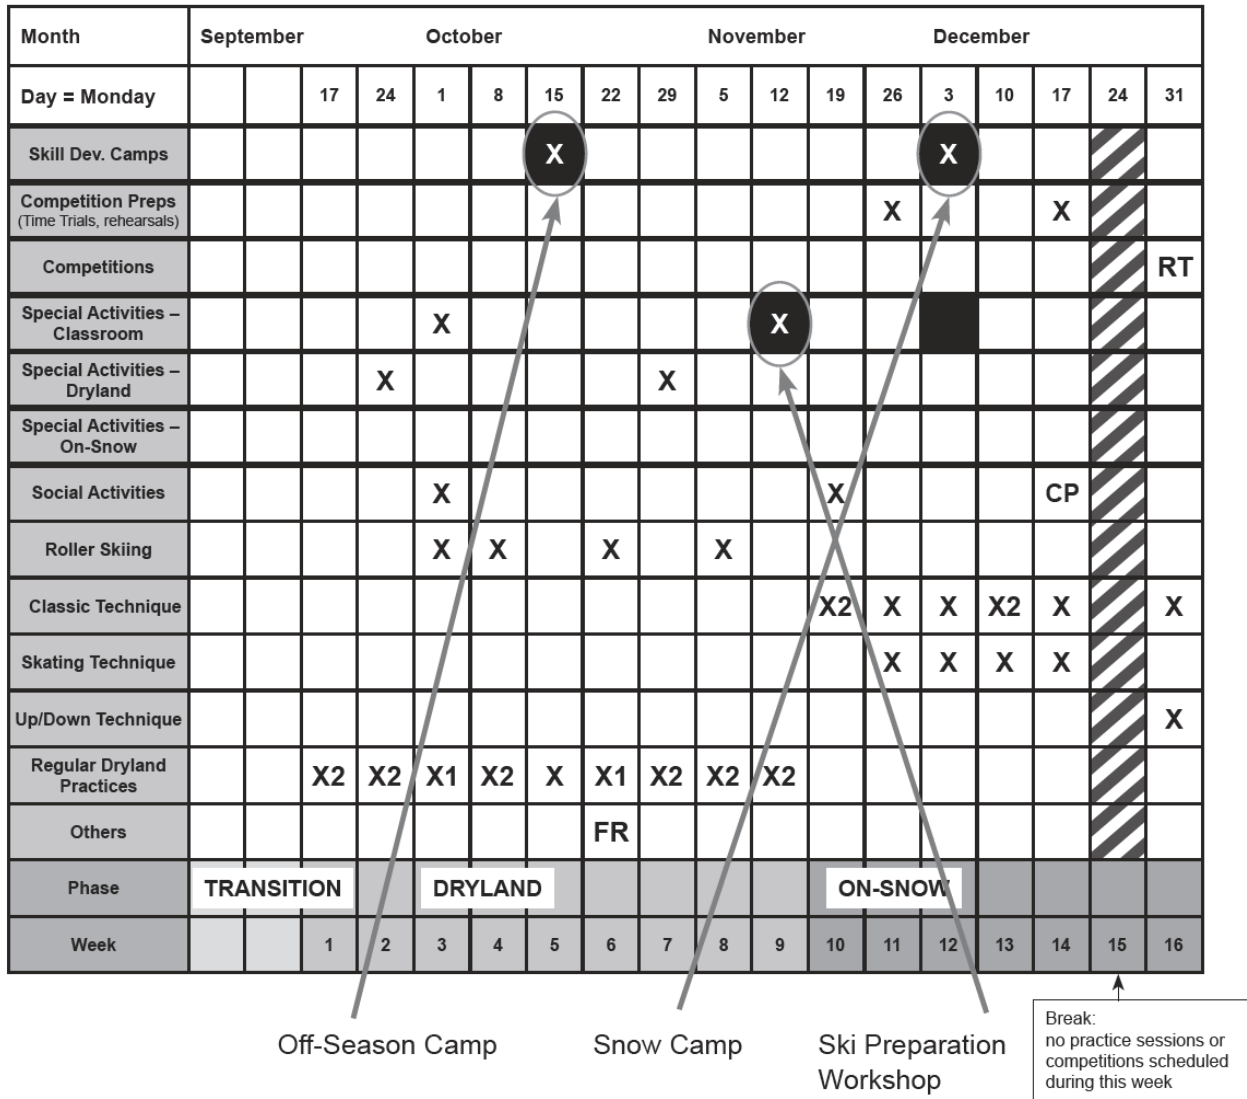 Month September October November December
Day = Monday 17 24 1 8 15 22 29 5 12 19 26 3 10 17 24 31
Skill Dev. Camps X X
Competition Preps
(Time Trials, rehearsals) X X
Competitions RT
Special Activities –
Classroom X X
Special Activities –
Dryland X X
Special Activities –
On-Snow
Social Activities X X CP
Roller Skiing X X X X
Classic Technique X2 X X X2 X X
Skating Technique X X X X
Up/Down Technique X
Regular Dryland
Practices X2 X2 X1 X2 X X1 X2 X2 X2
Others FR
Phase TRANSITION DRYLAND ON-SNOW
Week 1 2 3 4 5 6 7 8 9 10 11 12 13 14 15 16
Off-Season Camp
Snow Camp
Ski Preparation
Workshop
Break:
no practice sessions or
competitions scheduled
during this week